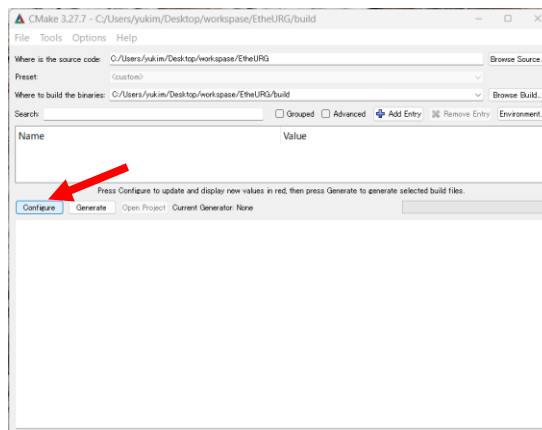 CMake 3.27.7 - C:/Users/yukim/Desktop/workspase/EtheURG/build
File Tools Options Help
Where is the source code: C:/Users/yukim/Desktop/workspase/EtheURG Browse Source.
Preset: <custom>
Where to build the binaries: C:/Users/yukim/Desktop/workspase/EtheURG/build Browse Build..
Search: Grouped Advanced Add Entry Remove Entry Environment.
Name Value
Press Configure to update and display new values in red, then press Generate to generate selected build files.
Configure Generate Open Project Current Generator: None